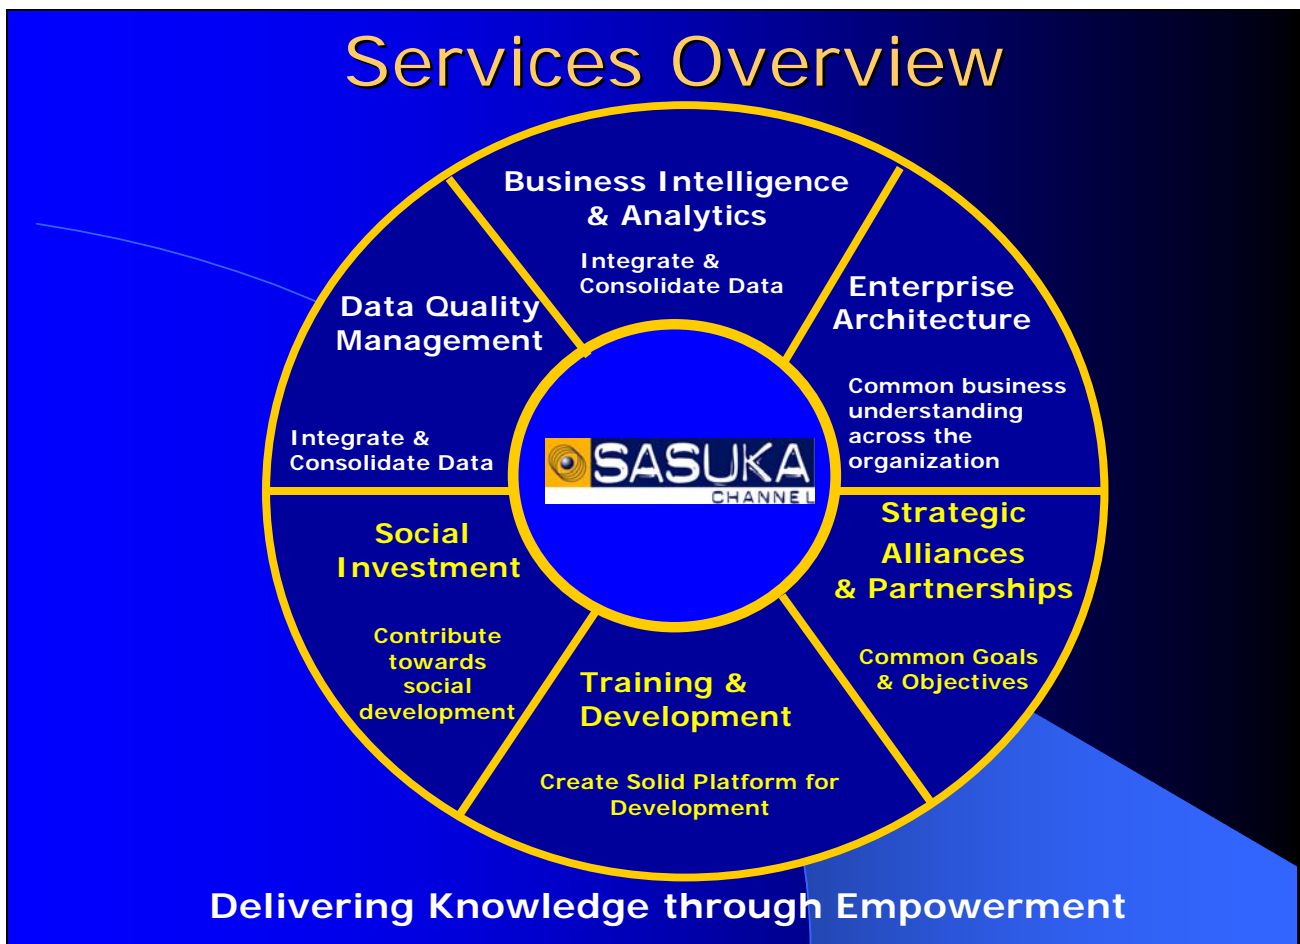 Services Overview
Business Intelligence
& Analytics
Integrate &
Consolidate Data
Enterprise
Architecture
Common business
understanding
across the
organization
Data Quality
Management
Integrate &
Consolidate Data
SASUKA
CHANNEL
Strategic
Alliances
& Partnerships
Common Goals
& Objectives
Social
Investment
Contribute
towards
social
development
Training &
Development
Create Solid Platform for
Development
Delivering Knowledge through Empowerment